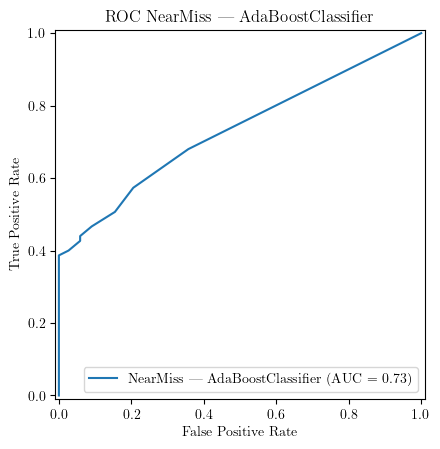 ROC NearMiss — AdaBoostClassifier
1.0
0.8
0.6
0.4
0.2
0.0
True Positive Rate
NearMiss — AdaBoostClassifier (AUC = 0.73)
0.0 0.2 0.4 0.6 0.8 1.0
False Positive Rate